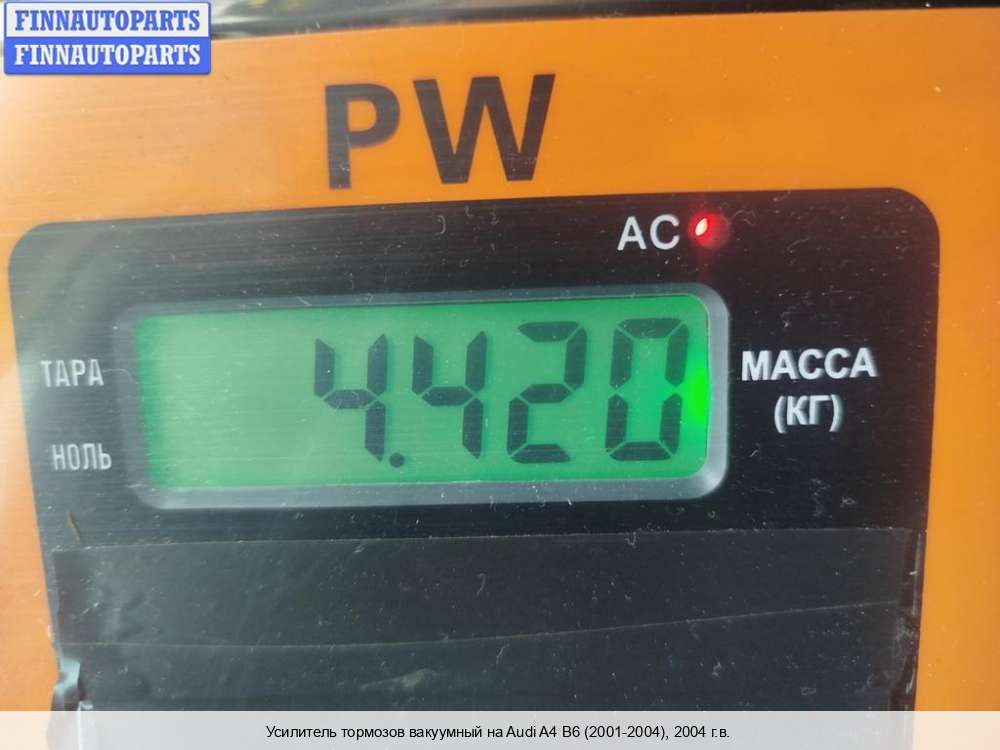 FINNAUTOPARTS
FINNAUTOPARTS
PW
AC
4.420
ТАРА
МАССА
(КГ)
НОЛЬ
Усилитель тормозов вакуумный на Audi A4 B6 (2001-2004), 2004 г.в.